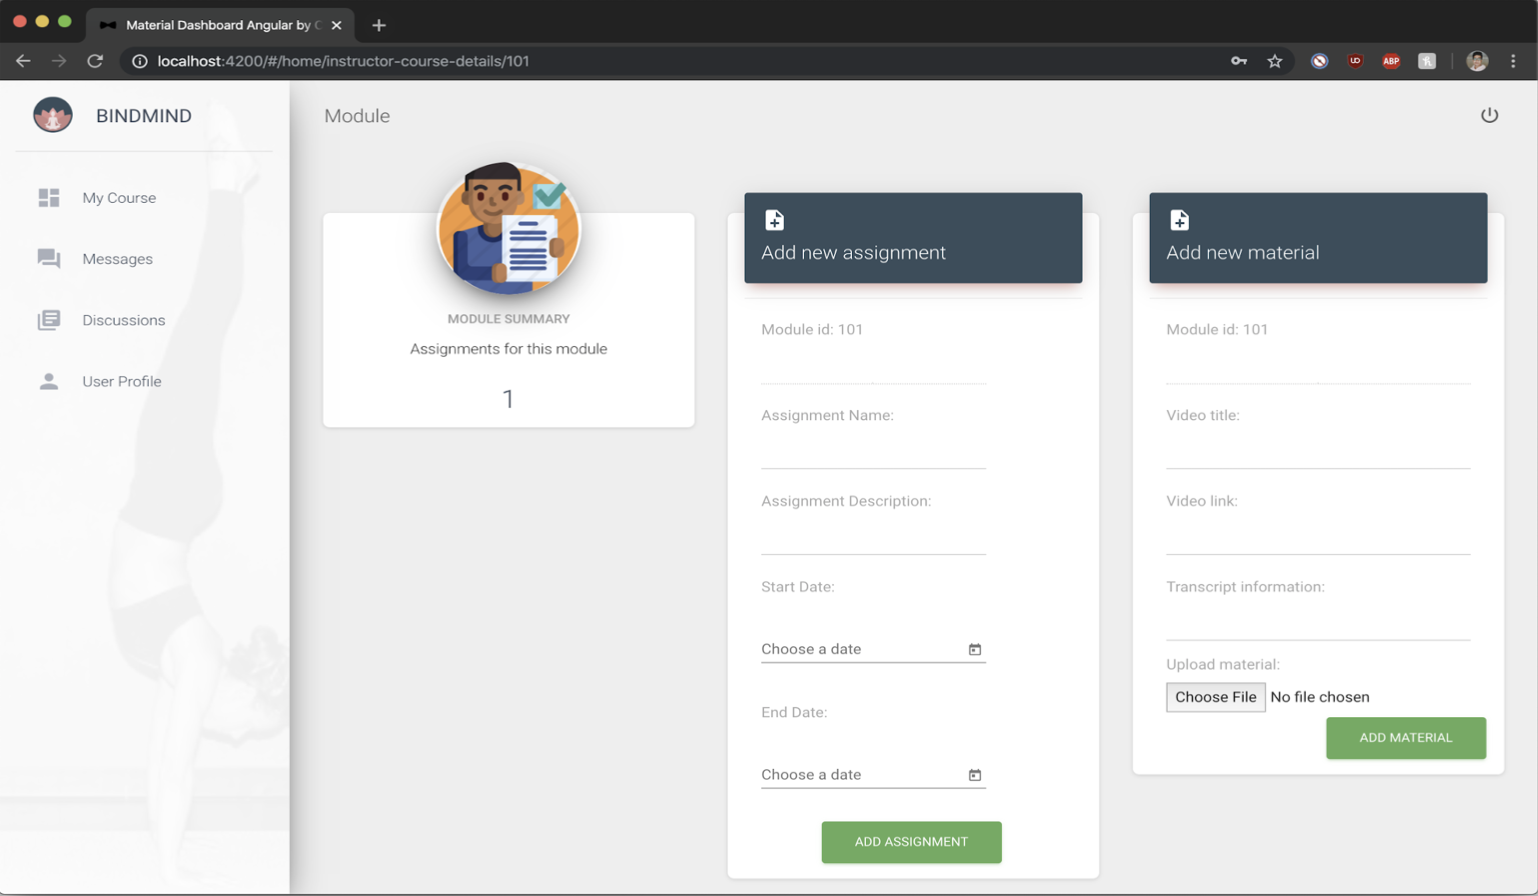 Material Dashboard Angular by C
localhost:4200/#/home/instructor-course-details/101
UO
ABP
BINDMIND
Module
My Course
Messages
Discussions
User Profile
MODULE SUMMARY
Assignments for this module
1
Add new assignment
Module id: 101
Assignment Name:
Assignment Description:
Start Date:
Choose a date
End Date:
Choose a date
ADD ASSIGNMENT
Add new material
Module id: 101
Video title:
Video link:
Transcript information:
Upload material:
Choose File No file chosen
ADD MATERIAL